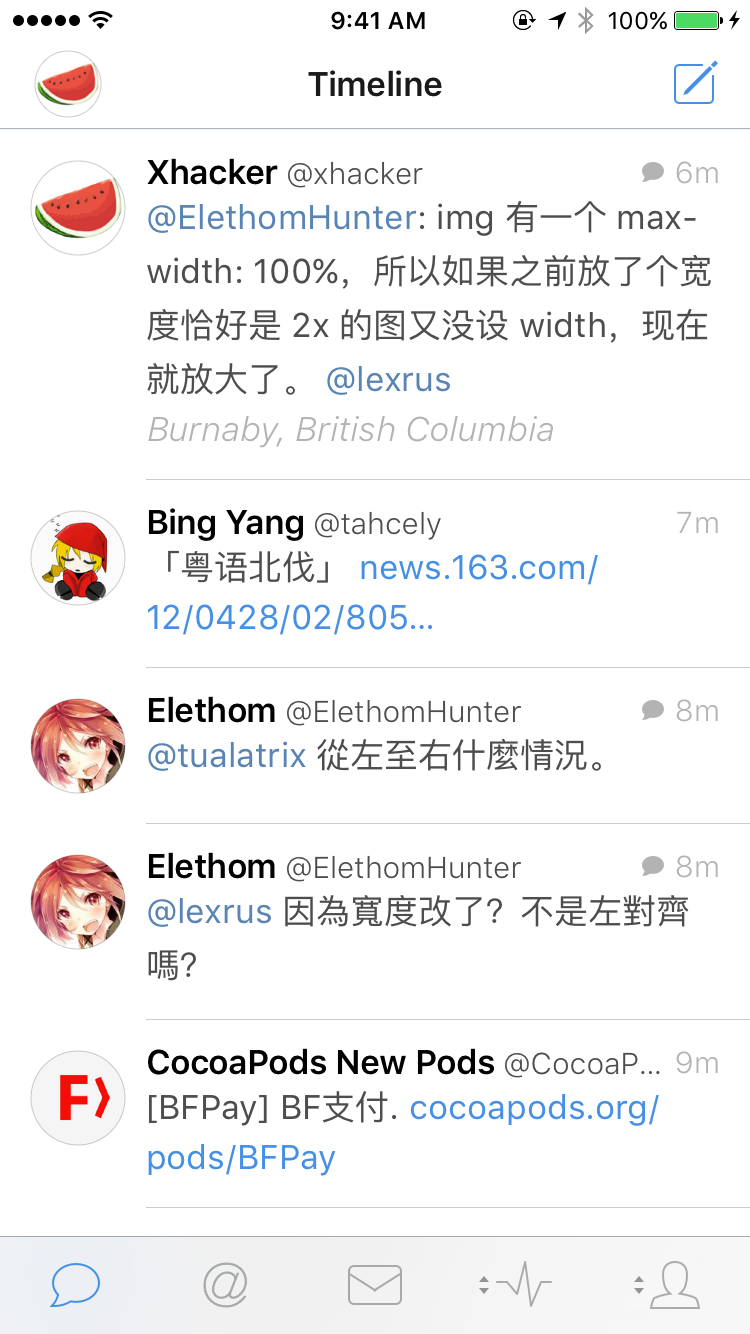 9:41 AM 100%
Timeline
Xhacker @xhacker 6m
@ElethomHunter: img 有一个 max-
width: 100%，所以如果之前放了个宽
度恰好是 2x 的图又没设 width，现在
就放大了。 @lexrus
Burnaby, British Columbia
Bing Yang @tahcely 7m
「粤语北伐」 news.163.com/
12/0428/02/805...
Elethom @ElethomHunter 8m
@tualatrix 從左至右什麼情況。
Elethom @ElethomHunter 8m
@lexrus 因為寬度改了？不是左對齊
嗎？
CocoaPods New Pods @CocoaP... 9m
F
[BFPay] BF支付. cocoapods.org/
pods/BFPay
@